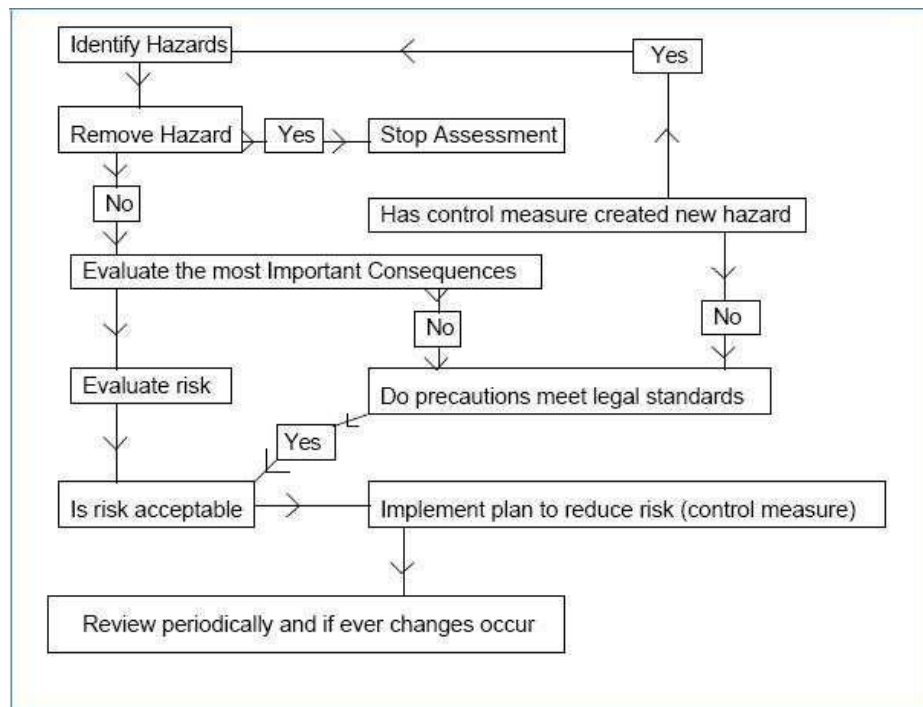 Identify Hazards
Yes
Remove Hazard
Yes
Stop Assessment
No
Has control measure created new hazard
Evaluate the most Important Consequences
No
No
Evaluate risk
Do precautions meet legal standards
Yes
Is risk acceptable
Implement plan to reduce risk (control measure)
Review periodically and if ever changes occur